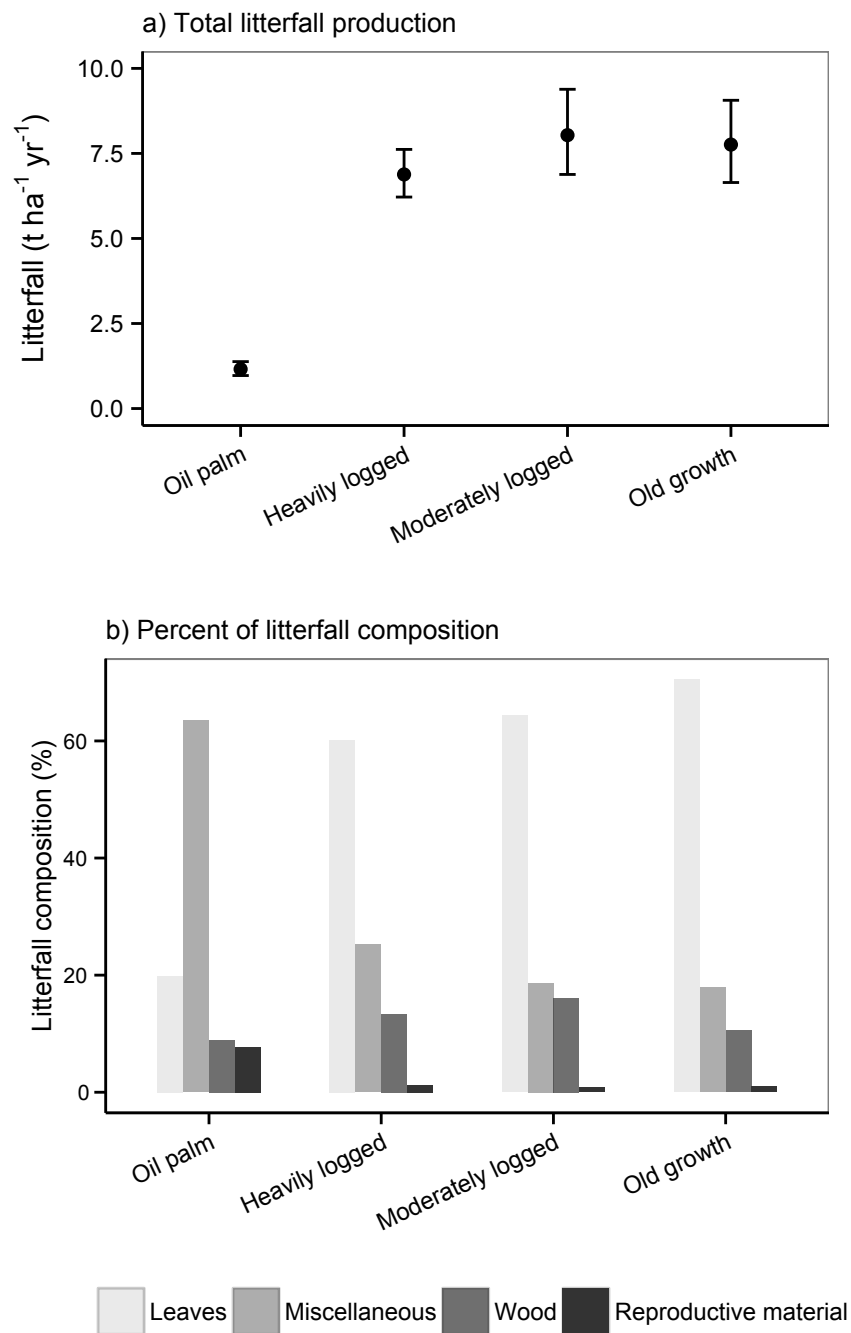 a) Total litterfall production
Litterfall (t ha⁻¹ yr⁻¹)
10.0
7.5
5.0
2.5
0.0
Oil palm
Heavily logged
Moderately logged
Old growth
b) Percent of litterfall composition
Litterfall composition (%)
60
40
20
0
Oil palm
Heavily logged
Moderately logged
Old growth
Leaves Miscellaneous Wood Reproductive material